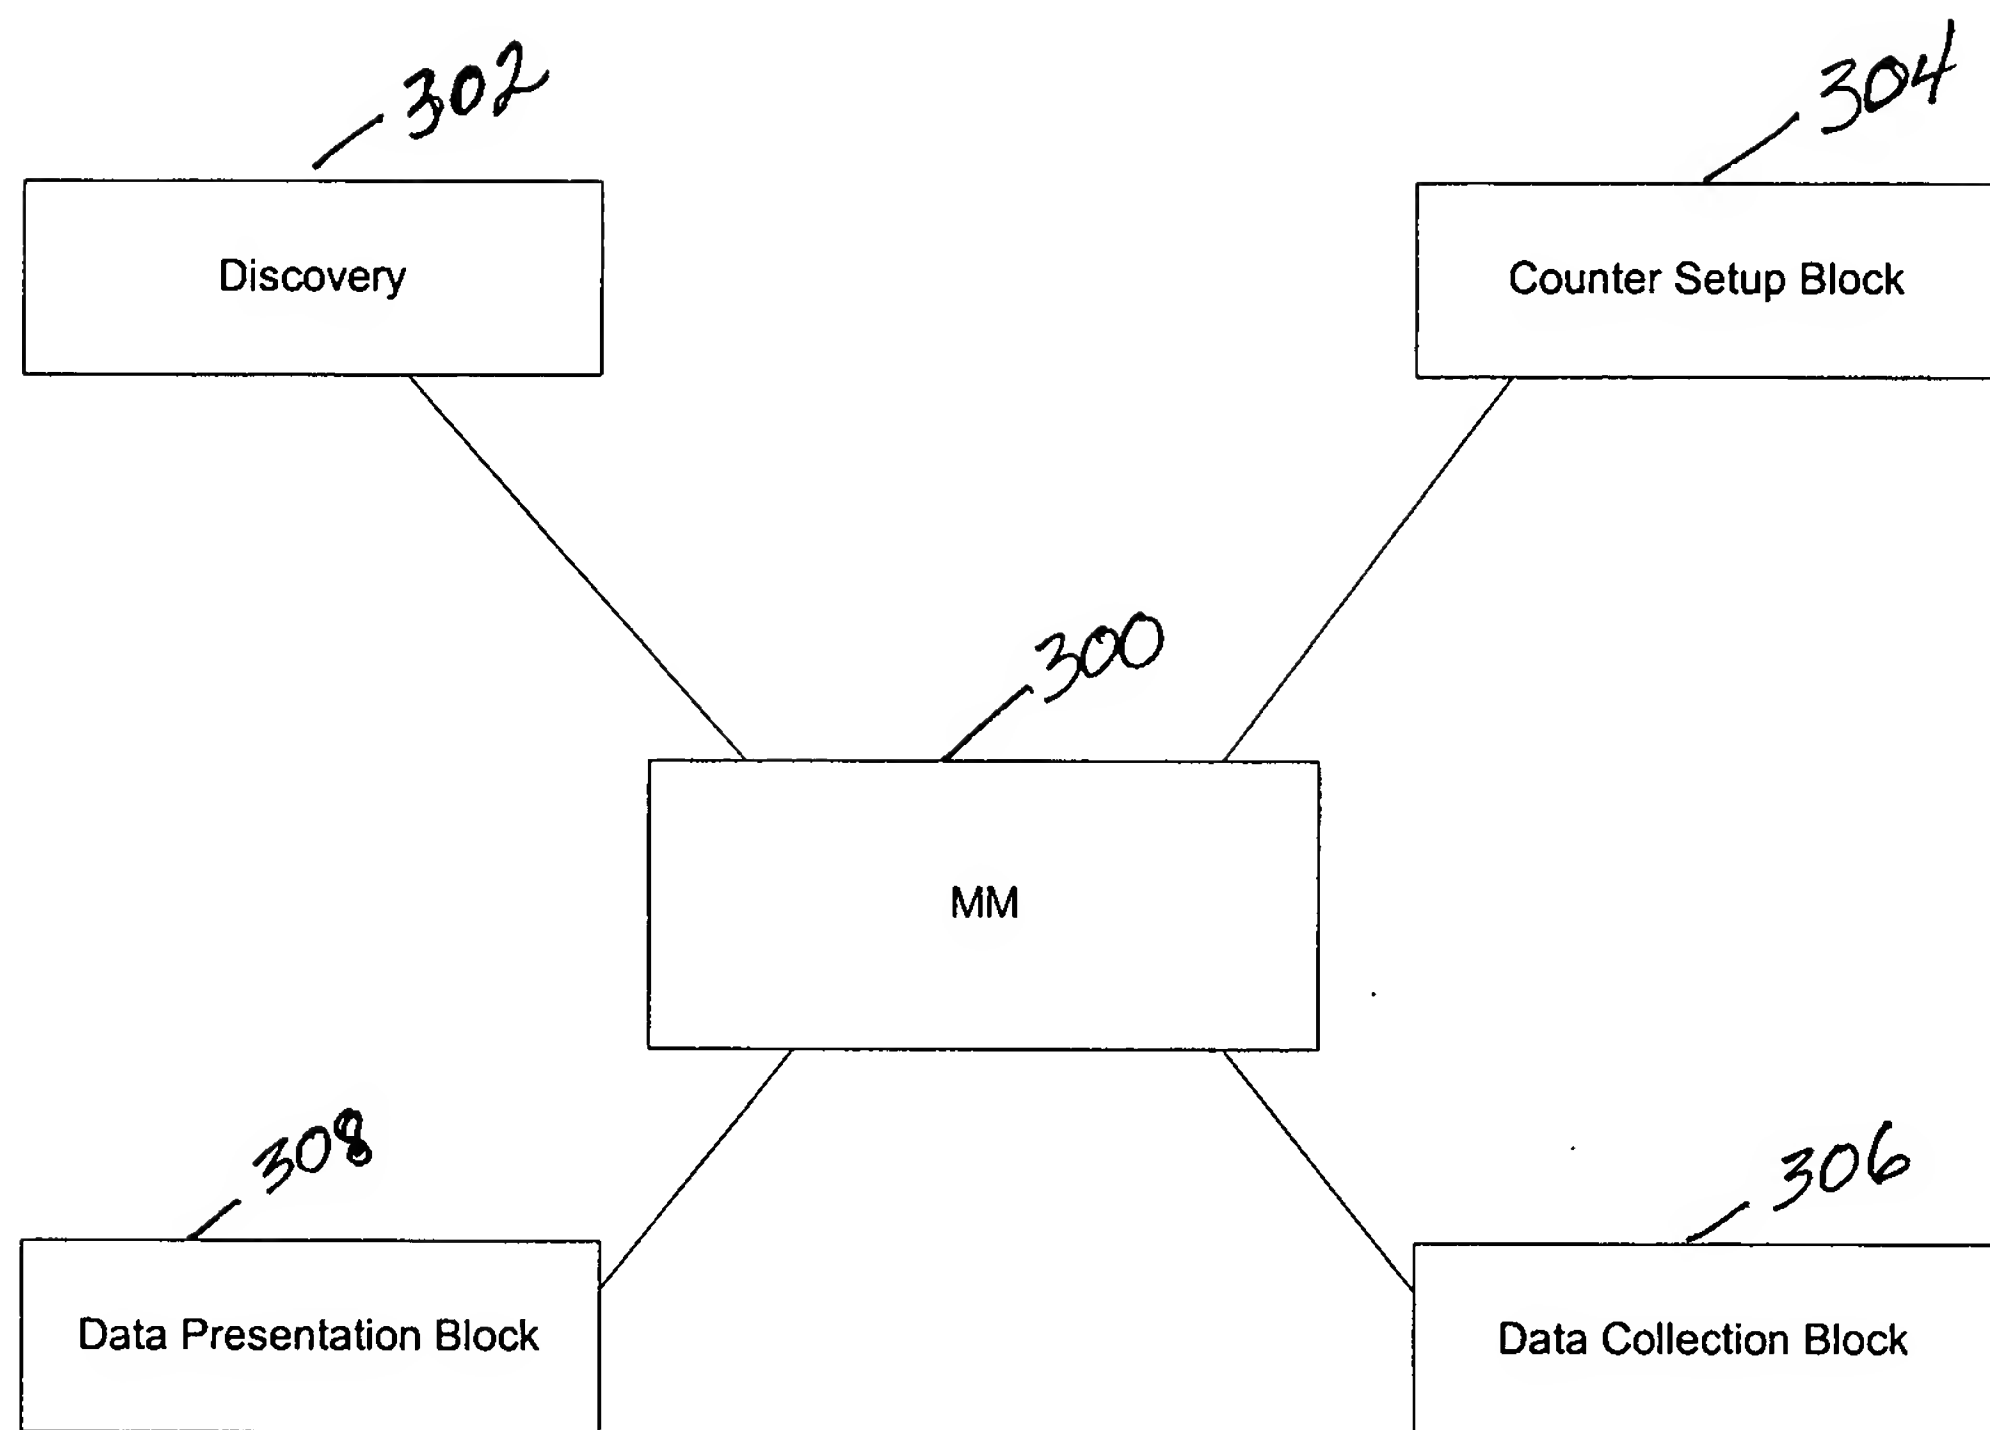 302
304
Discovery
Counter Setup Block
300
MM
308
306
Data Presentation Block
Data Collection Block